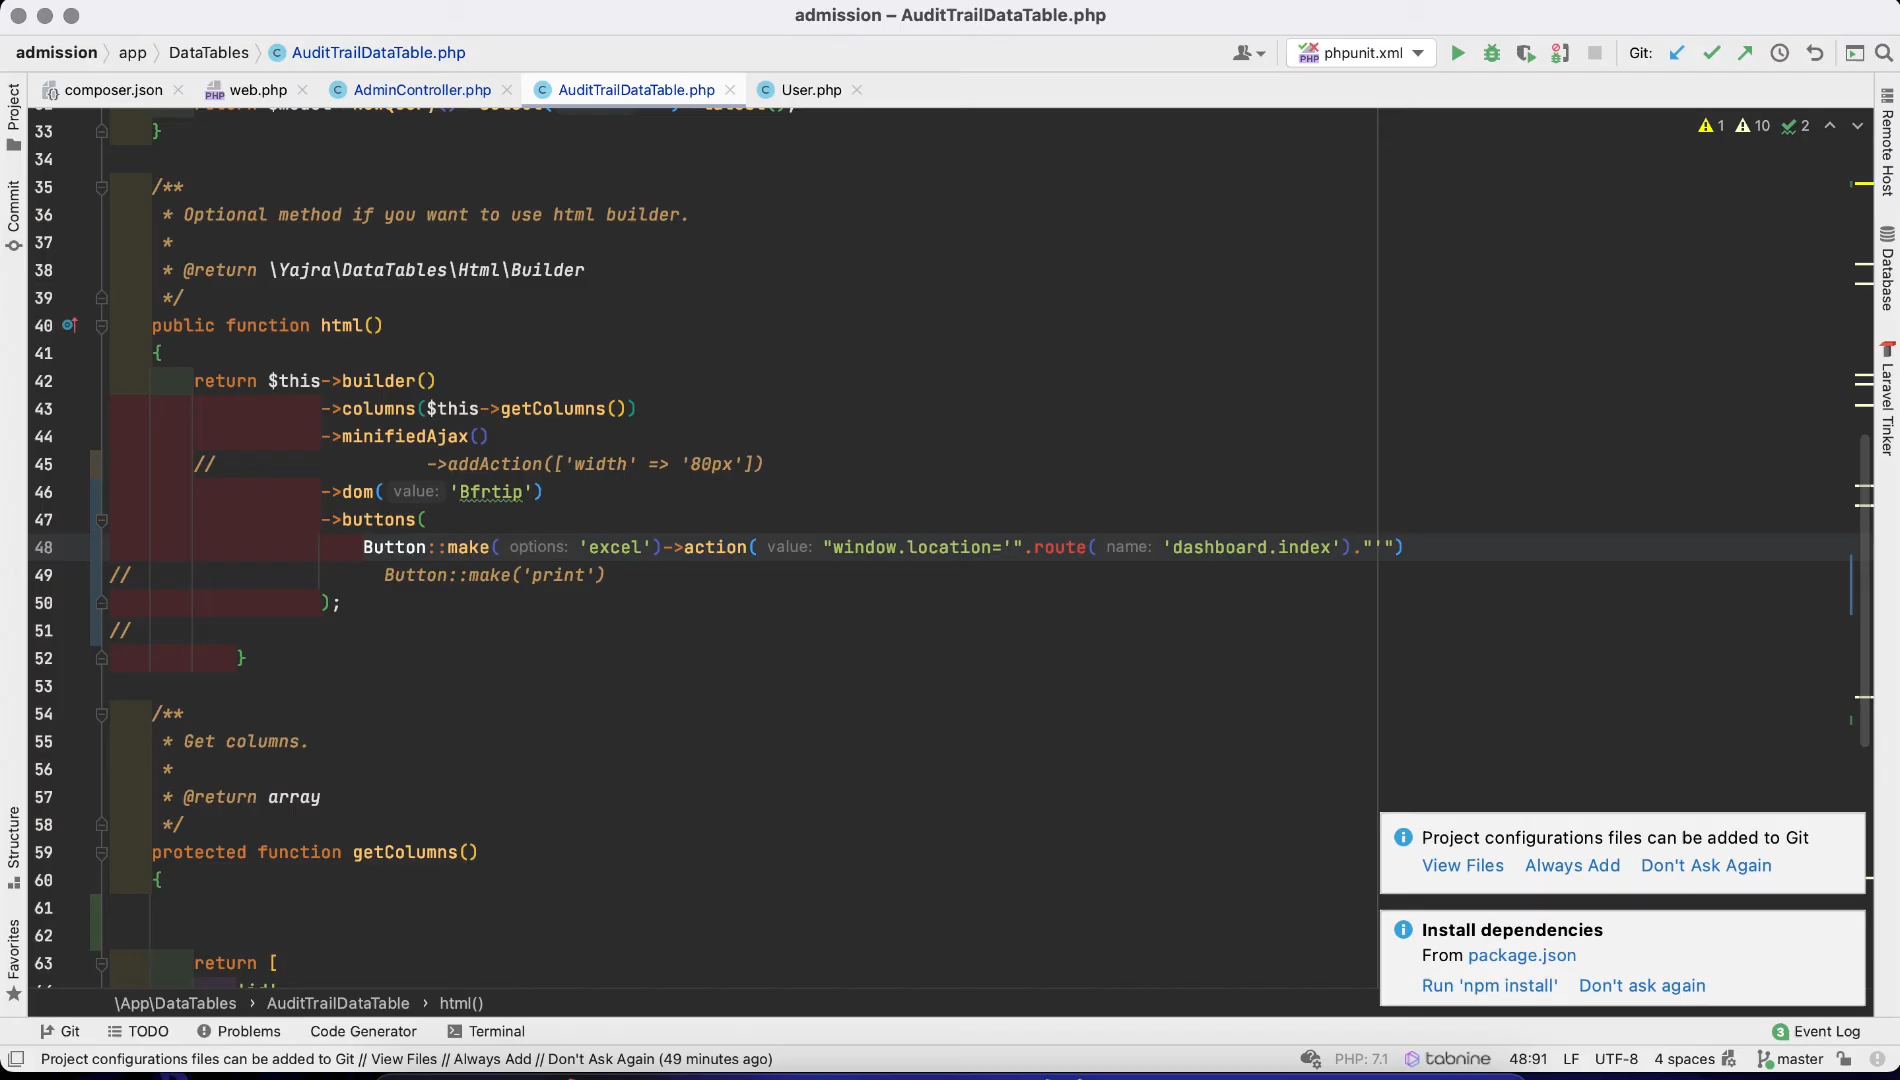 admission – AuditTrailDataTable.php
admission app DataTables AuditTrailDataTable.php phpunit.xml Git:
composer.json web.php AdminController.php AuditTrailDataTable.php User.php
1 10 2
33 }
34
35 /**
36 * Optional method if you want to use html builder.
37 *
38 * @return \Yajra\DataTables\Html\Builder
39 */
40 public function html()
41 {
42 return $this->builder()
43 ->columns($this->getColumns())
44 ->minifiedAjax()
45 // ->addAction(['width' => '80px'])
46 ->dom( value: 'Bfrtip')
47 ->buttons(
48 Button::make( options: 'excel')->action( value: "window.location='".route( name: 'dashboard.index')."'")
49 // Button::make('print')
50 );
51 //
52 }
53
54 /**
55 * Get columns.
56 *
57 * @return array
58 */
59 protected function getColumns()
60 {
61
62
63 return [
'id'
Project
Commit
Structure
Favorites
Remote Host
Database
Laravel Tinker
Project configurations files can be added to Git
View Files Always Add Don't Ask Again
Install dependencies
From package.json
Run 'npm install' Don't ask again
\App\DataTables › AuditTrailDataTable › html()
Git TODO Problems Code Generator Terminal 3 Event Log
Project configurations files can be added to Git // View Files // Always Add // Don't Ask Again (49 minutes ago) PHP: 7.1 tabnine 48:91 LF UTF-8 4 spaces master